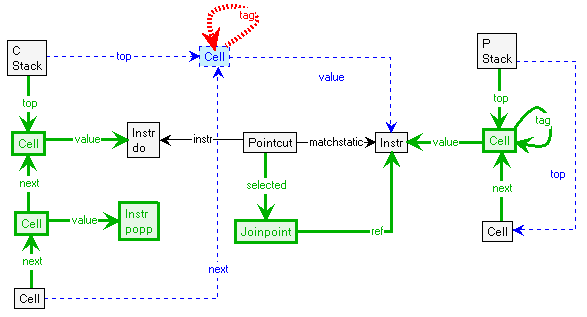 tag
C
Stack
top
Cell
value
P
Stack
top
top
tag
Cell
value
Instr
do
instr
Pointcut
matchstatic
Instr
value
Cell
next
selected
next
top
Cell
value
Instr
popp
Joinpoint
ref
Cell
next
next
Cell